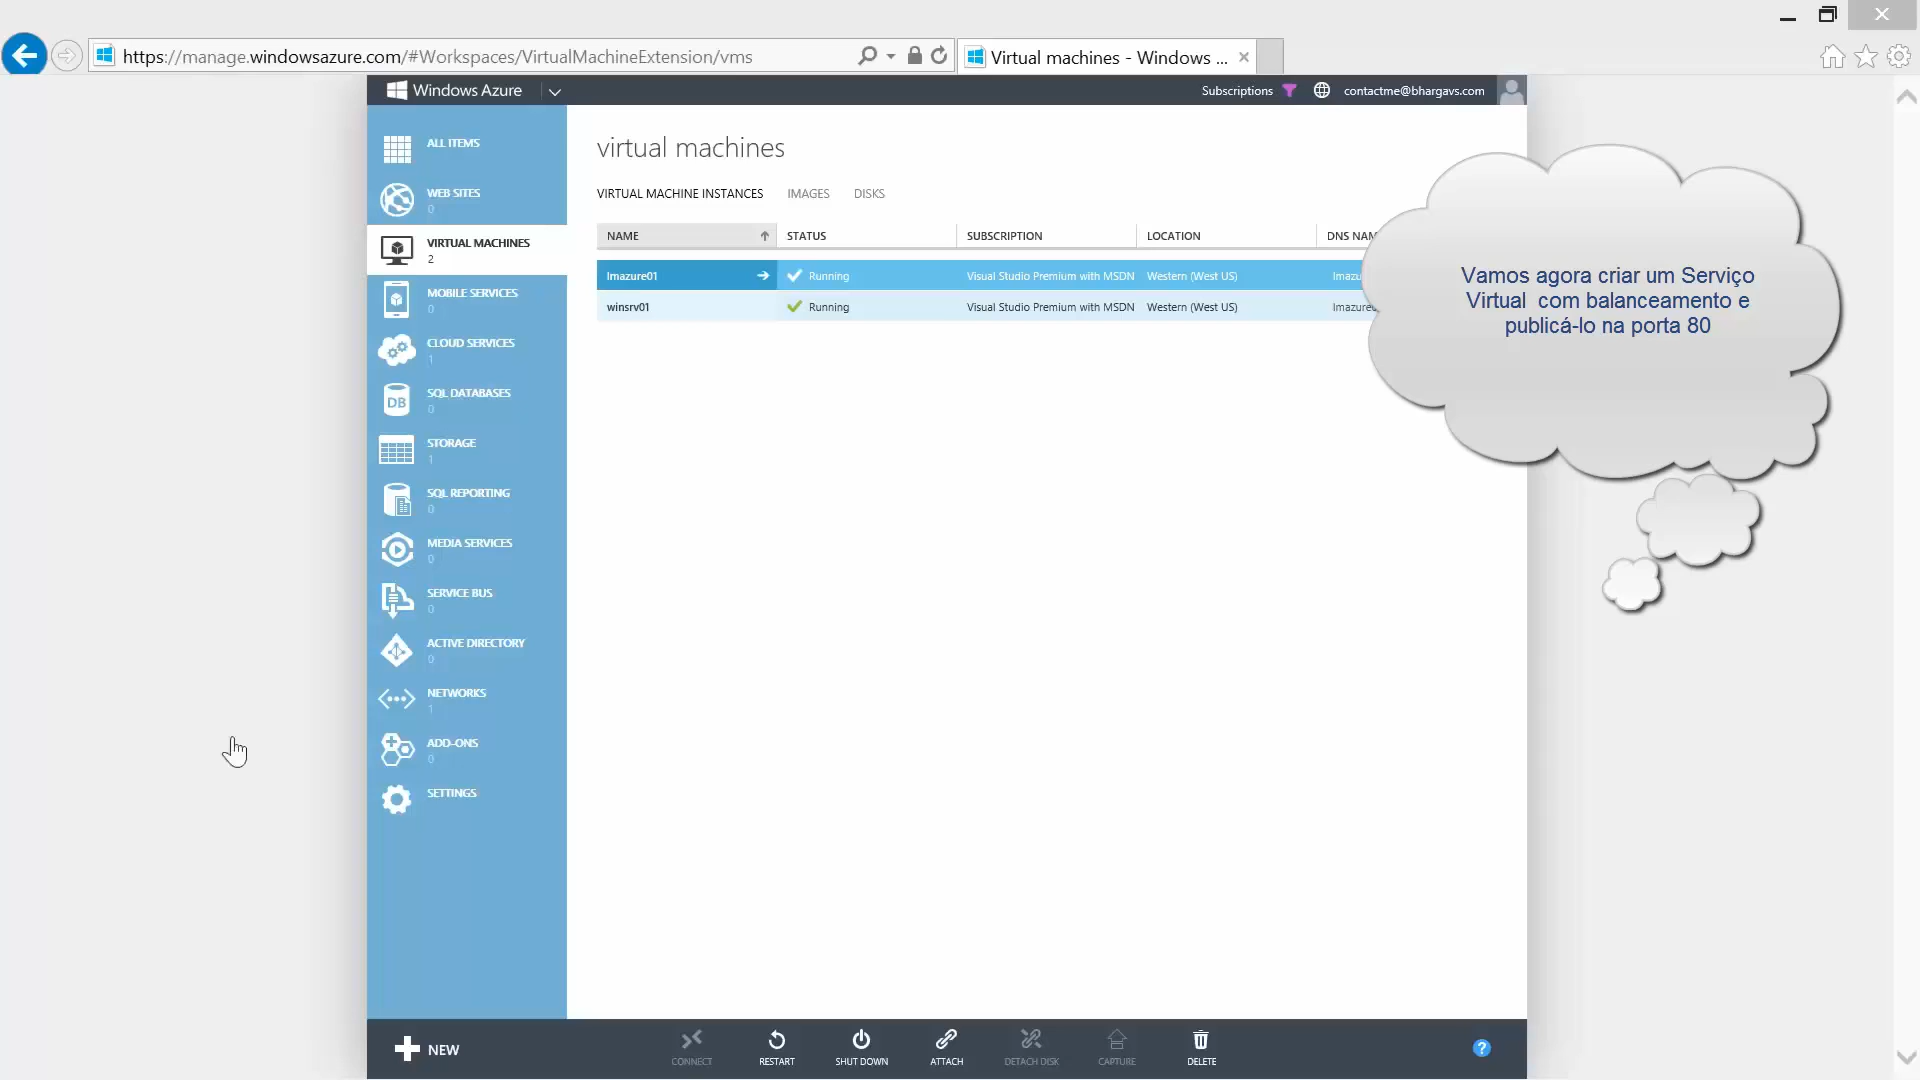 https://manage.windowsazure.com/#Workspaces/VirtualMachineExtension/vms
Virtual machines - Windows ...
Windows Azure
Subscriptions
contactme@bhargavs.com
ALL ITEMS
WEB SITES
0
VIRTUAL MACHINES
2
MOBILE SERVICES
0
CLOUD SERVICES
1
SQL DATABASES
0
DB
STORAGE
1
SQL REPORTING
0
MEDIA SERVICES
0
SERVICE BUS
0
ACTIVE DIRECTORY
0
NETWORKS
1
ADD-ONS
0
SETTINGS
virtual machines
VIRTUAL MACHINE INSTANCES IMAGES DISKS
NAME STATUS SUBSCRIPTION LOCATION DNS NAM
lmazure01 Running Visual Studio Premium with MSDN Western (West US) lmazu
winsrv01 Running Visual Studio Premium with MSDN Western (West US) lmazure
Vamos agora criar um Serviço
Virtual com balanceamento e
publicá-lo na porta 80
NEW
CONNECT
RESTART
SHUT DOWN
ATTACH
DETACH DISK
CAPTURE
DELETE
?